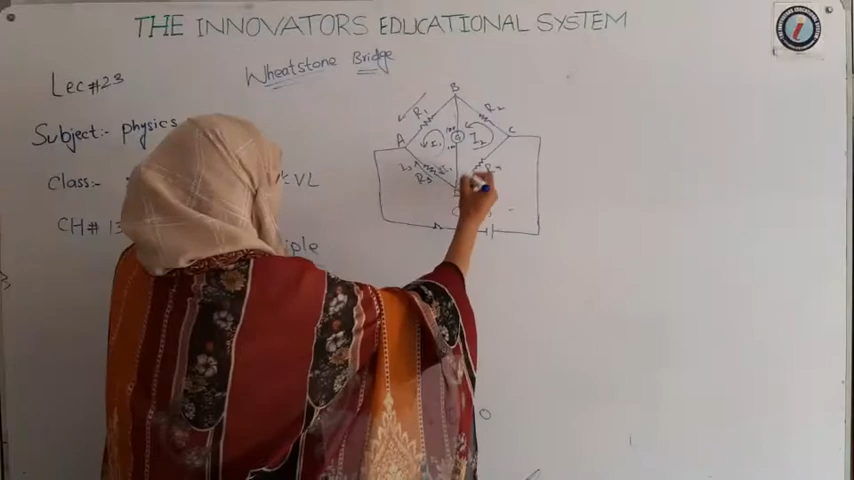 THE INNOVATORS EDUCATIONAL SYSTEM
Wheatstone Bridge
Lec # 23
Subject:- physics
Class:-
KVL
CH # 13
B
R1
R2
A
I1
G
I2
C
I3
R3
R4